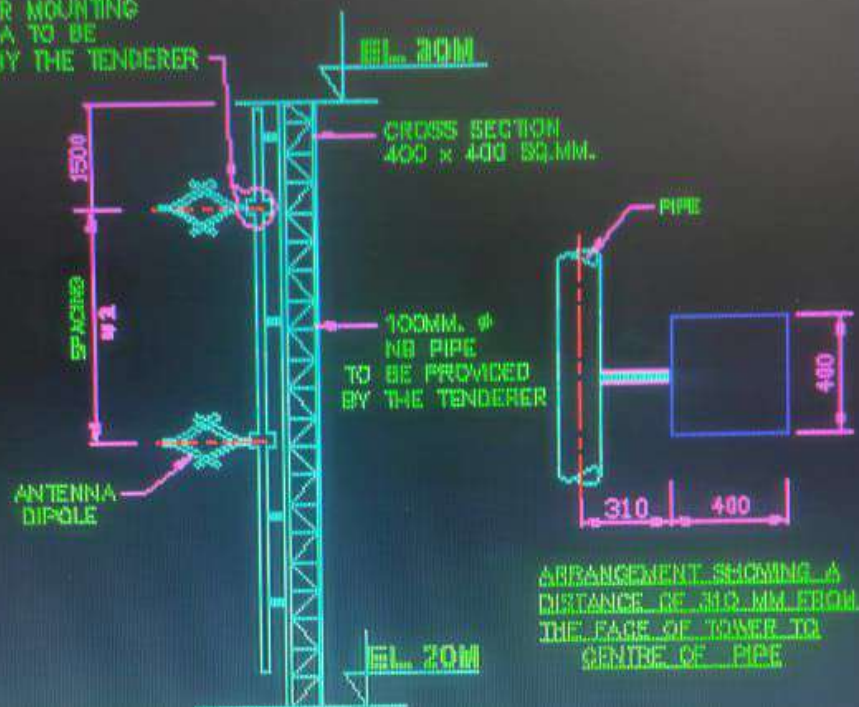 R MOUNTING
A TO BE
BY THE TENDERER
EL. 30M
1500
CROSS SECTION
400 x 400 SQ.MM.
PIPE
SPACING
100MM. φ
NB PIPE
TO BE PROVIDED
BY THE TENDERER
400
ANTENNA
DIPOLE
310
400
ARRANGEMENT SHOWING A
DISTANCE OF 310 MM FROM
THE FACE OF TOWER TO
CENTRE OF PIPE
EL. 20M